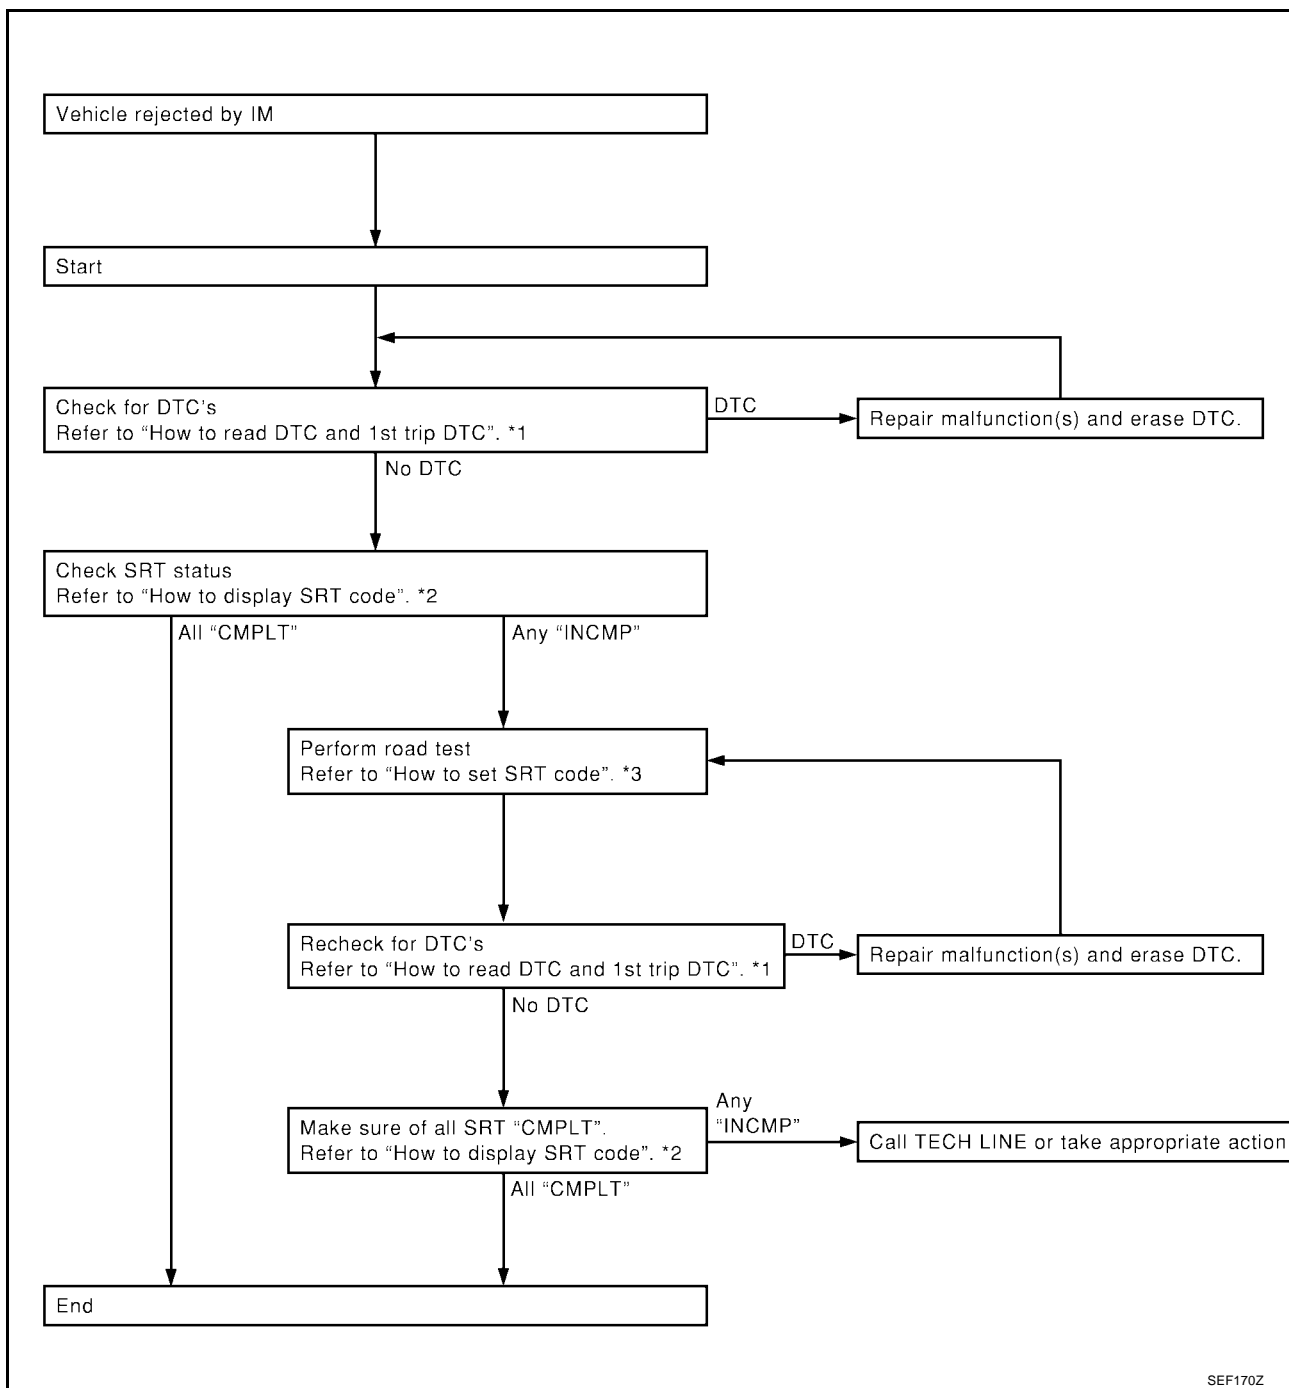 Vehicle rejected by IM
Start
Check for DTC's
Refer to “How to read DTC and 1st trip DTC”. *1
DTC
Repair malfunction(s) and erase DTC.
No DTC
Check SRT status
Refer to “How to display SRT code”. *2
All “CMPLT”
Any “INCMP”
Perform road test
Refer to “How to set SRT code”. *3
Recheck for DTC's
Refer to “How to read DTC and 1st trip DTC”. *1
DTC
Repair malfunction(s) and erase DTC.
No DTC
Make sure of all SRT “CMPLT”.
Refer to “How to display SRT code”. *2
Any
“INCMP”
Call TECH LINE or take appropriate action
All “CMPLT”
End
SEF170Z